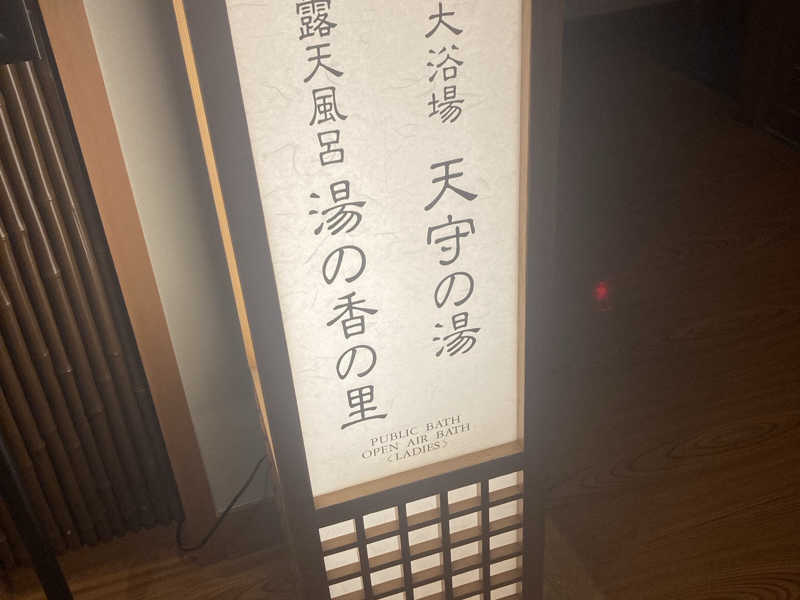 大浴場 天守の湯
露天風呂 湯の香の里
PUBLIC BATH
OPEN AIR BATH
〈LADIES〉